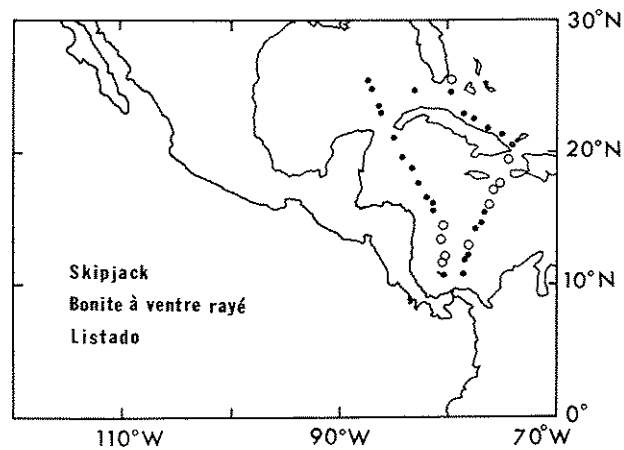 30°N
20°N
Skipjack
10°N
Bonite à ventre rayé
Listado
0°
110°W 90°W 70°W